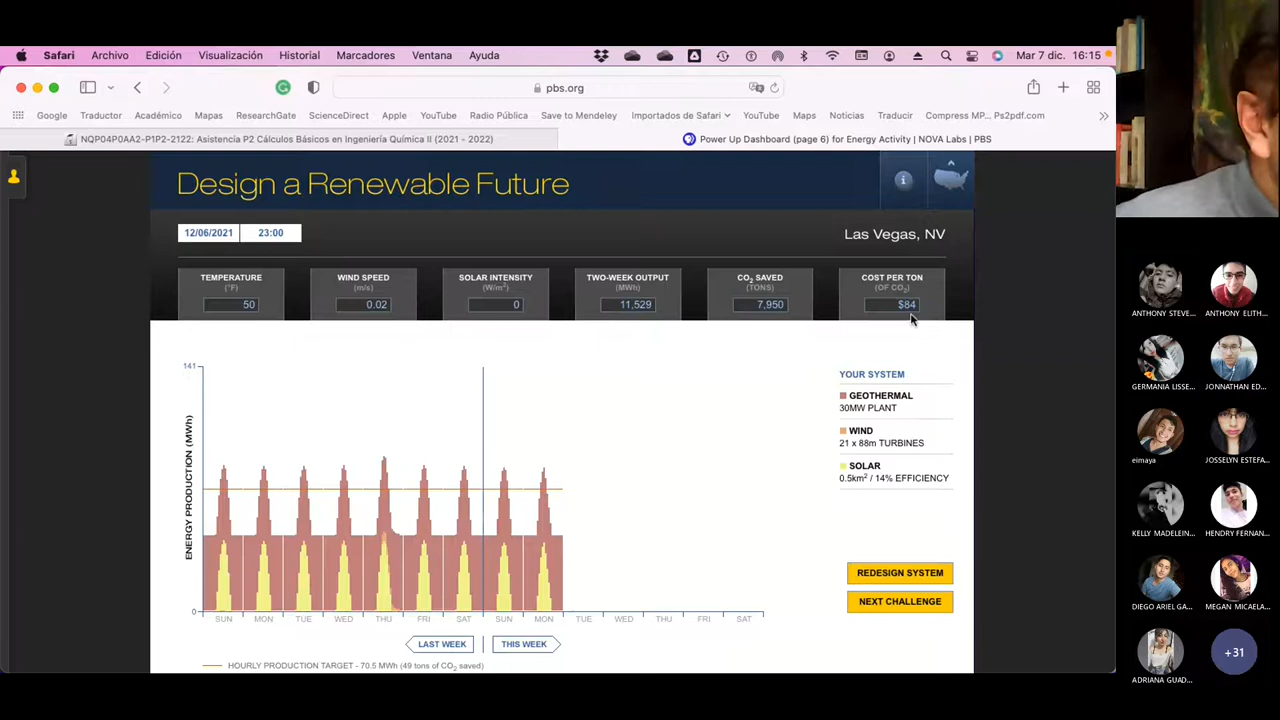 Safari Archivo Edición Visualización Historial Marcadores Ventana Ayuda Mar 7 dic. 16:15
pbs.org
Google Traductor Académico Mapas ResearchGate ScienceDirect Apple YouTube Radio Pública Save to Mendeley Importados de Safari YouTube Maps Noticias Traducir Compress MP... Ps2pdf.com
NQP04P0AA2-P1P2-2122: Asistencia P2 Cálculos Básicos en Ingeniería Química II (2021 - 2022)
Power Up Dashboard (page 6) for Energy Activity | NOVA Labs | PBS
Design a Renewable Future
i
12/06/2021 23:00
Las Vegas, NV
TEMPERATURE
(°F)
50
WIND SPEED
(m/s)
0.02
SOLAR INTENSITY
(W/m²)
0
TWO-WEEK OUTPUT
(MWh)
11,529
CO₂ SAVED
(TONS)
7,950
COST PER TON
(OF CO₂)
$84
141
ENERGY PRODUCTION (MWh)
0
SUN MON TUE WED THU FRI SAT SUN MON TUE WED THU FRI SAT
LAST WEEK THIS WEEK
HOURLY PRODUCTION TARGET - 70.5 MWh (49 tons of CO₂ saved)
YOUR SYSTEM
GEOTHERMAL
30MW PLANT
WIND
21 x 88m TURBINES
SOLAR
0.5km² / 14% EFFICIENCY
REDESIGN SYSTEM
NEXT CHALLENGE
ANTHONY STEVE... ANTHONY ELITH...
GERMANIA LISSE... JONNATHAN ED...
eimaya JOSSELYN ESTEFA...
KELLY MADELEIN... HENDRY FERNAN...
DIEGO ARIEL GA... MEGAN MICAELA...
ADRIANA GUAD... +31